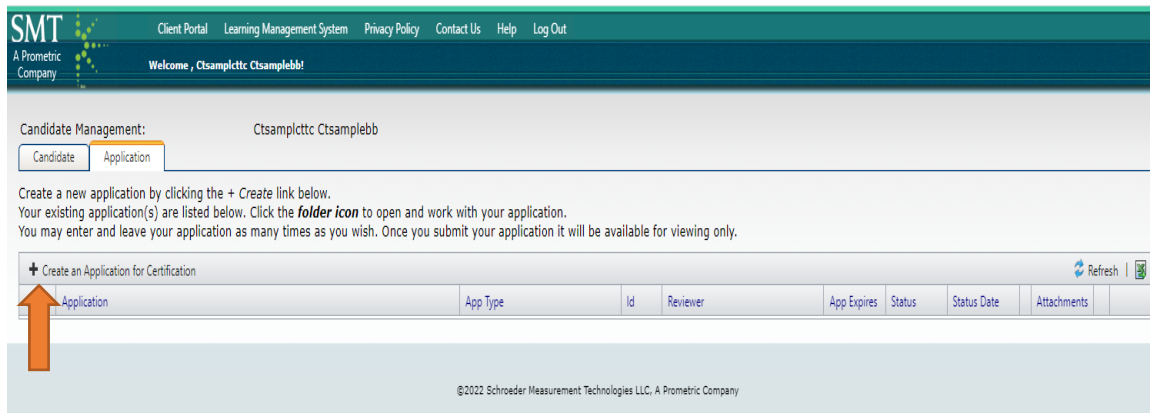 SMT
A Prometric
Company
Client Portal Learning Management System Privacy Policy Contact Us Help Log Out
Welcome , Ctsamplcttc Ctsamplebb!
Candidate Management: Ctsamplcttc Ctsamplebb
Candidate Application
Create a new application by clicking the + Create link below.
Your existing application(s) are listed below. Click the folder icon to open and work with your application.
You may enter and leave your application as many times as you wish. Once you submit your application it will be available for viewing only.
+ Create an Application for Certification Refresh |
Application App Type Id Reviewer App Expires Status Status Date Attachments
©2022 Schroeder Measurement Technologies LLC, A Prometric Company